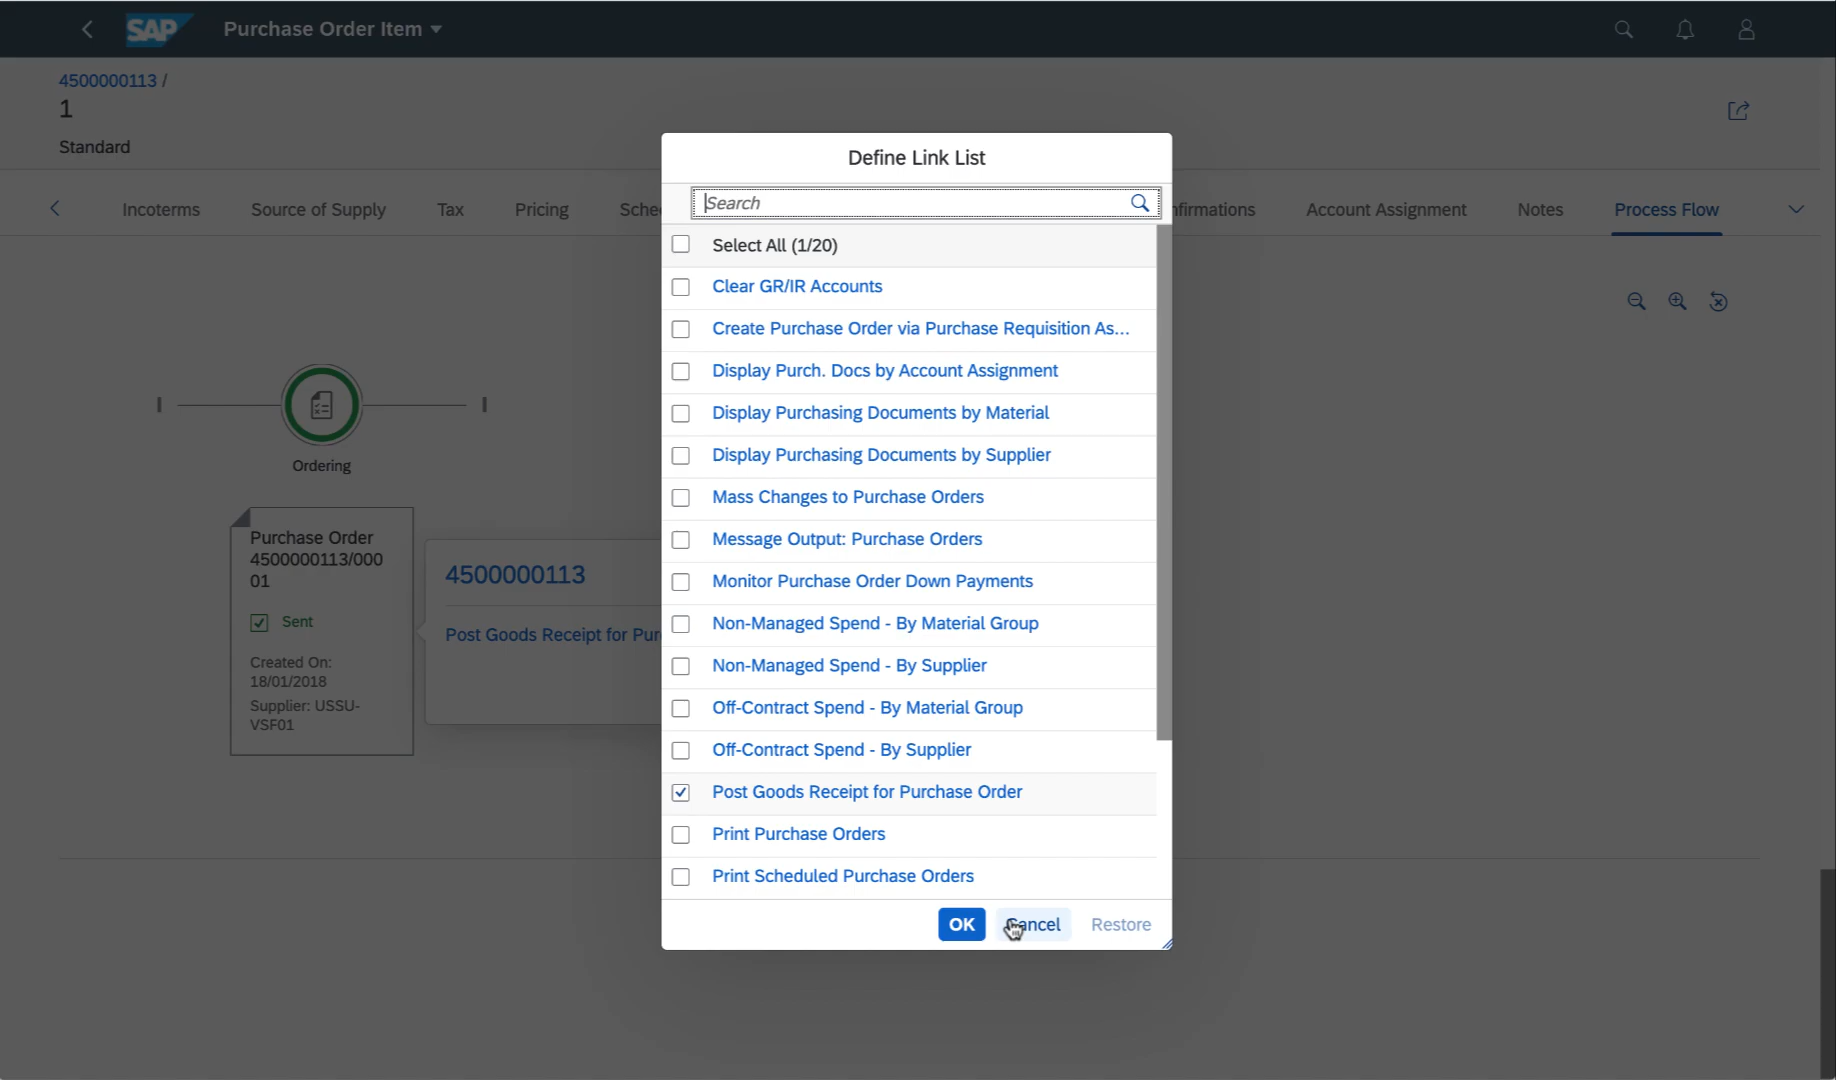 SAP
Purchase Order Item
4500000113 /
1
Standard
Incoterms
Source of Supply
Tax
Pricing
Account Assignment
Notes
Process Flow
Define Link List
Search
Select All (1/20)
Clear GR/IR Accounts
Create Purchase Order via Purchase Requisition As...
Display Purch. Docs by Account Assignment
Display Purchasing Documents by Material
Display Purchasing Documents by Supplier
Mass Changes to Purchase Orders
Message Output: Purchase Orders
Monitor Purchase Order Down Payments
Non-Managed Spend - By Material Group
Non-Managed Spend - By Supplier
Off-Contract Spend - By Material Group
Off-Contract Spend - By Supplier
Post Goods Receipt for Purchase Order
Print Purchase Orders
Print Scheduled Purchase Orders
OK
Cancel
Restore
Ordering
Purchase Order
4500000113/000
01
Sent
Created On:
18/01/2018
Supplier: USSU-
VSF01
4500000113
Post Goods Receipt for